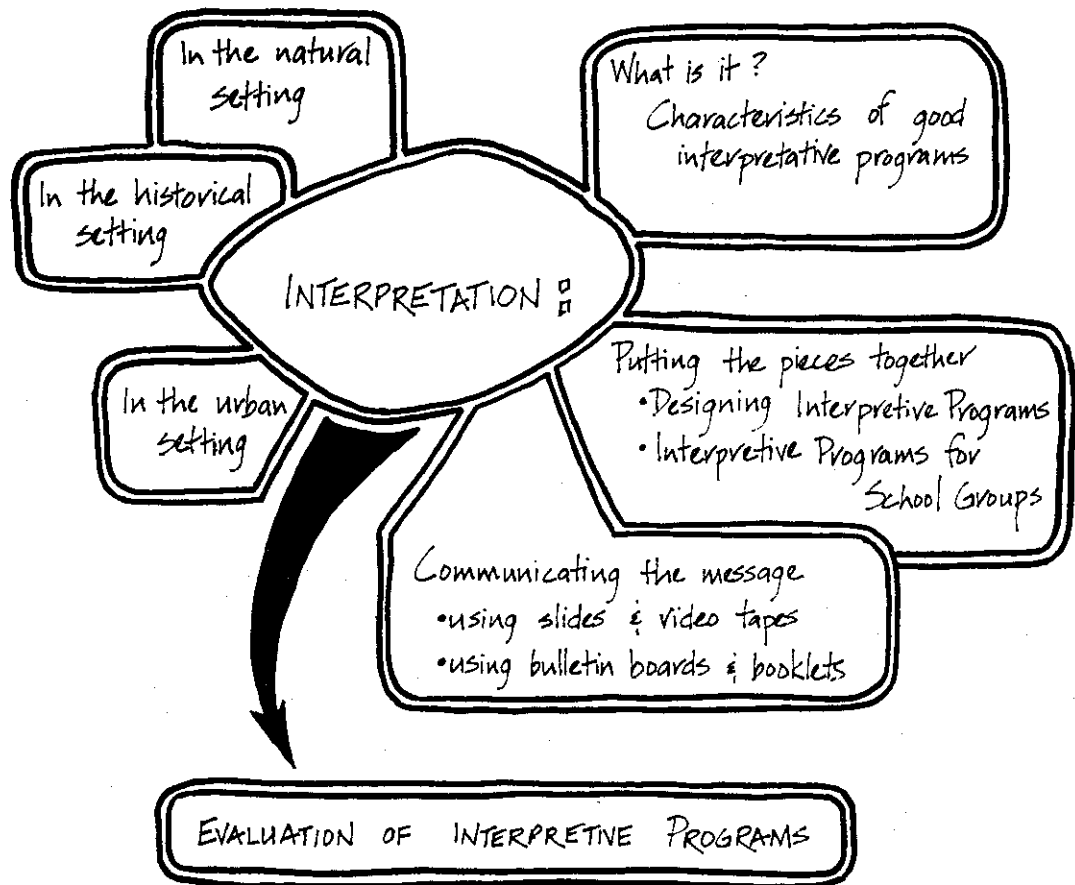 In the natural
setting
What is it?
Characteristics of good
interpretative programs
In the historical
setting
INTERPRETATION:
Putting the pieces together
•Designing Interpretive Programs
•Interpretive Programs for
School Groups
In the urban
setting
Communicating the message
•using slides & video tapes
•using bulletin boards & booklets
EVALUATION OF INTERPRETIVE PROGRAMS